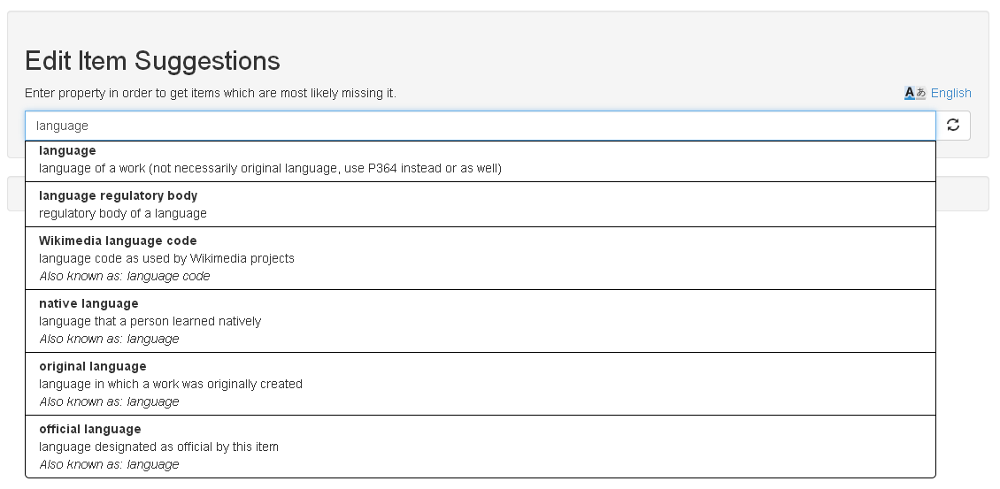 Edit Item Suggestions
Enter property in order to get items which are most likely missing it.
Aあ English
language
language
language of a work (not necessarily original language, use P364 instead or as well)
language regulatory body
regulatory body of a language
Wikimedia language code
language code as used by Wikimedia projects
Also known as: language code
native language
language that a person learned natively
Also known as: language
original language
language in which a work was originally created
Also known as: language
official language
language designated as official by this item
Also known as: language